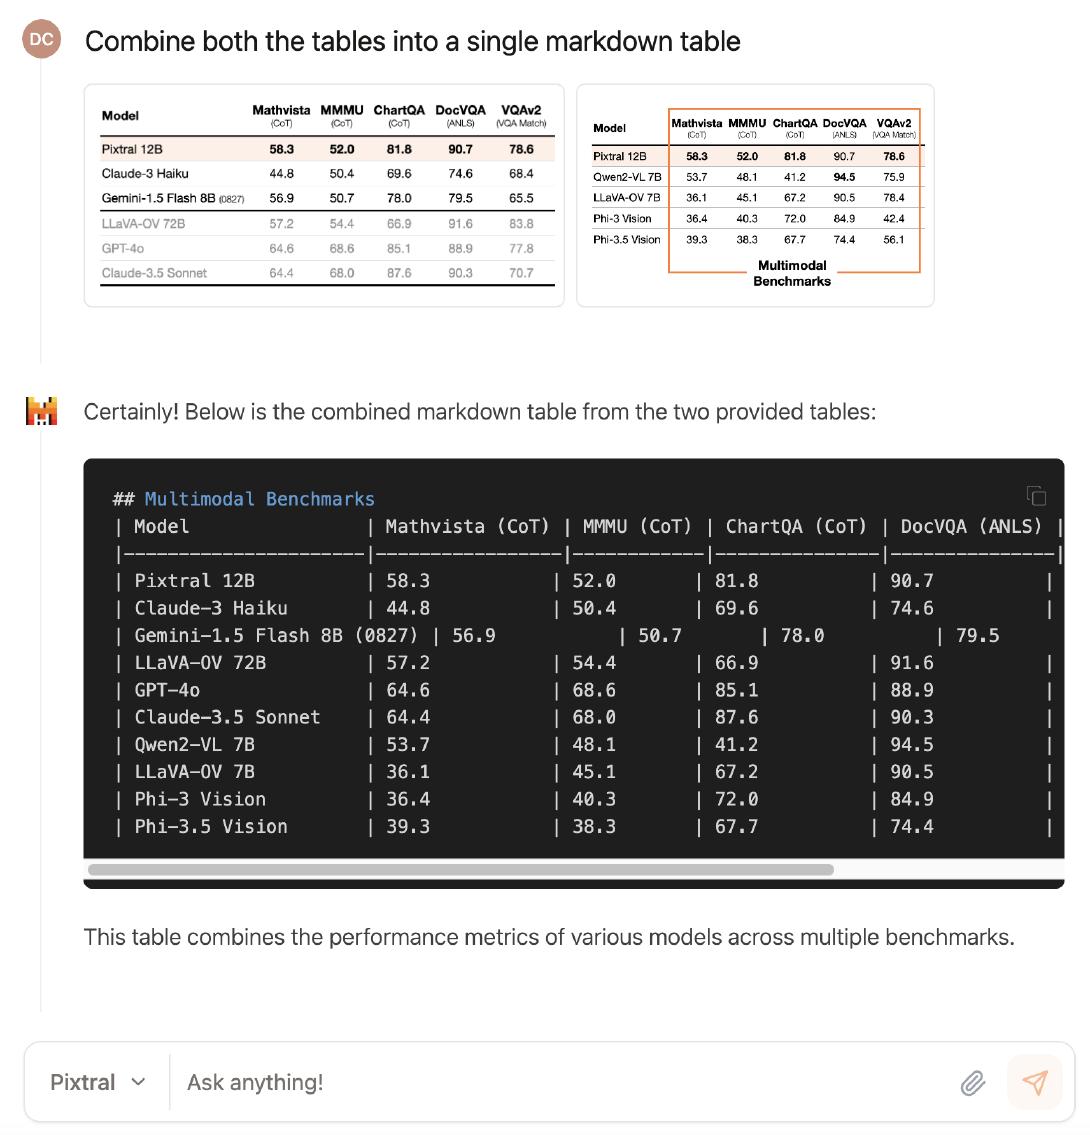 DC
Combine both the tables into a single markdown table
Model Mathvista (CoT) MMMU (CoT) ChartQA (CoT) DocVQA (ANLS) VQAv2 (VQA Match)
Pixtral 12B 58.3 52.0 81.8 90.7 78.6
Claude-3 Haiku 44.8 50.4 69.6 74.6 68.4
Gemini-1.5 Flash 8B (0827) 56.9 50.7 78.0 79.5 65.5
LLaVA-OV 72B 57.2 54.4 66.9 91.6 83.8
GPT-4o 64.6 68.6 85.1 88.9 77.8
Claude-3.5 Sonnet 64.4 68.0 87.6 90.3 70.7
Model Mathvista (CoT) MMMU (CoT) ChartQA (CoT) DocVQA (ANLS) VQAv2 (VQA Match)
Pixtral 12B 58.3 52.0 81.8 90.7 78.6
Qwen2-VL 7B 53.7 48.1 41.2 94.5 75.9
LLaVA-OV 7B 36.1 45.1 67.2 90.5 78.4
Phi-3 Vision 36.4 40.3 72.0 84.9 42.4
Phi-3.5 Vision 39.3 38.3 67.7 74.4 56.1
Multimodal
Benchmarks
Certainly! Below is the combined markdown table from the two provided tables:
## Multimodal Benchmarks
| Model | Mathvista (CoT) | MMMU (CoT) | ChartQA (CoT) | DocVQA (ANLS) |
|----------------------|-----------------|------------|---------------|---------------|
| Pixtral 12B | 58.3 | 52.0 | 81.8 | 90.7 |
| Claude-3 Haiku | 44.8 | 50.4 | 69.6 | 74.6 |
| Gemini-1.5 Flash 8B (0827) | 56.9 | 50.7 | 78.0 | 79.5
| LLaVA-OV 72B | 57.2 | 54.4 | 66.9 | 91.6 |
| GPT-4o | 64.6 | 68.6 | 85.1 | 88.9 |
| Claude-3.5 Sonnet | 64.4 | 68.0 | 87.6 | 90.3 |
| Qwen2-VL 7B | 53.7 | 48.1 | 41.2 | 94.5 |
| LLaVA-OV 7B | 36.1 | 45.1 | 67.2 | 90.5 |
| Phi-3 Vision | 36.4 | 40.3 | 72.0 | 84.9 |
| Phi-3.5 Vision | 39.3 | 38.3 | 67.7 | 74.4 |
This table combines the performance metrics of various models across multiple benchmarks.
Pixtral Ask anything!